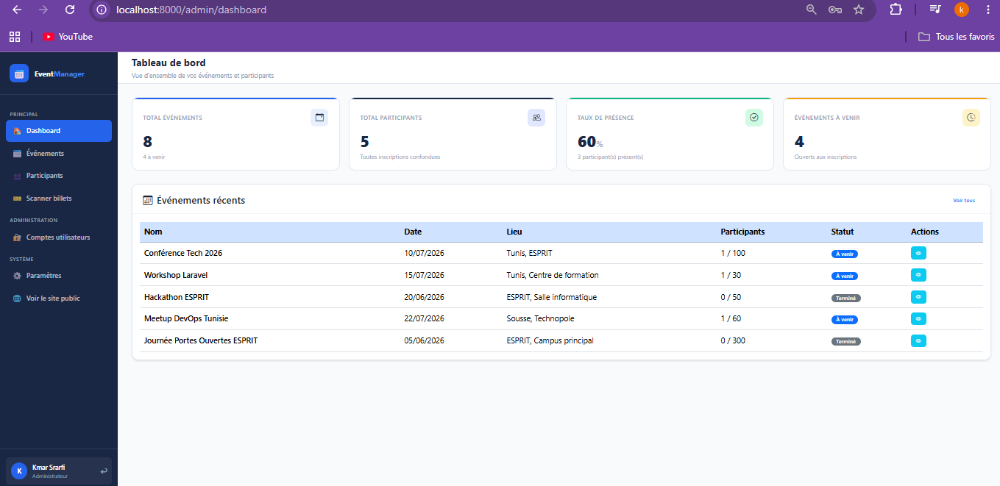 localhost:8000/admin/dashboard
k
YouTube
Tous les favoris
EventManager
PRINCIPAL
Dashboard
Événements
Participants
Scanner billets
ADMINISTRATION
Comptes utilisateurs
SYSTÈME
Paramètres
Voir le site public
K
Kmar Srarfi
Administrateur
Tableau de bord
Vue d'ensemble de vos événements et participants
TOTAL ÉVÉNEMENTS
8
4 à venir
TOTAL PARTICIPANTS
5
Toutes inscriptions confondues
TAUX DE PRÉSENCE
60%
3 participant(s) présent(s)
ÉVÉNEMENTS À VENIR
4
Ouverts aux inscriptions
Événements récents
Voir tous
Nom Date Lieu Participants Statut Actions
Conférence Tech 2026 10/07/2026 Tunis, ESPRIT 1 / 100 À venir
Workshop Laravel 15/07/2026 Tunis, Centre de formation 1 / 30 À venir
Hackathon ESPRIT 20/06/2026 ESPRIT, Salle informatique 0 / 50 Terminé
Meetup DevOps Tunisie 22/07/2026 Sousse, Technopole 1 / 60 À venir
Journée Portes Ouvertes ESPRIT 05/06/2026 ESPRIT, Campus principal 0 / 300 Terminé